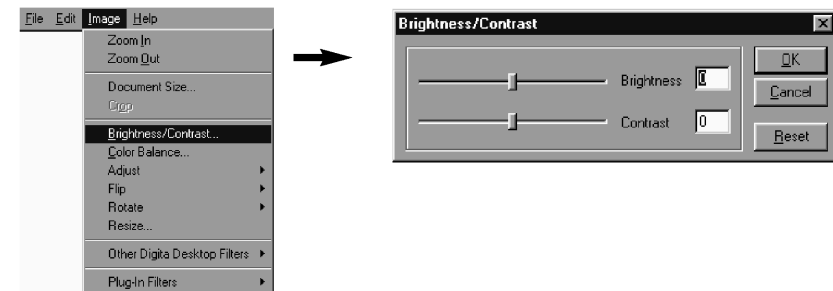 File Edit Image Help
Zoom In
Zoom Out
Document Size...
Crop
Brightness/Contrast...
Color Balance...
Adjust
Flip
Rotate
Resize...
Other Digita Desktop Filters
Plug-In Filters
Brightness/Contrast
Brightness 0
Contrast 0
OK
Cancel
Reset